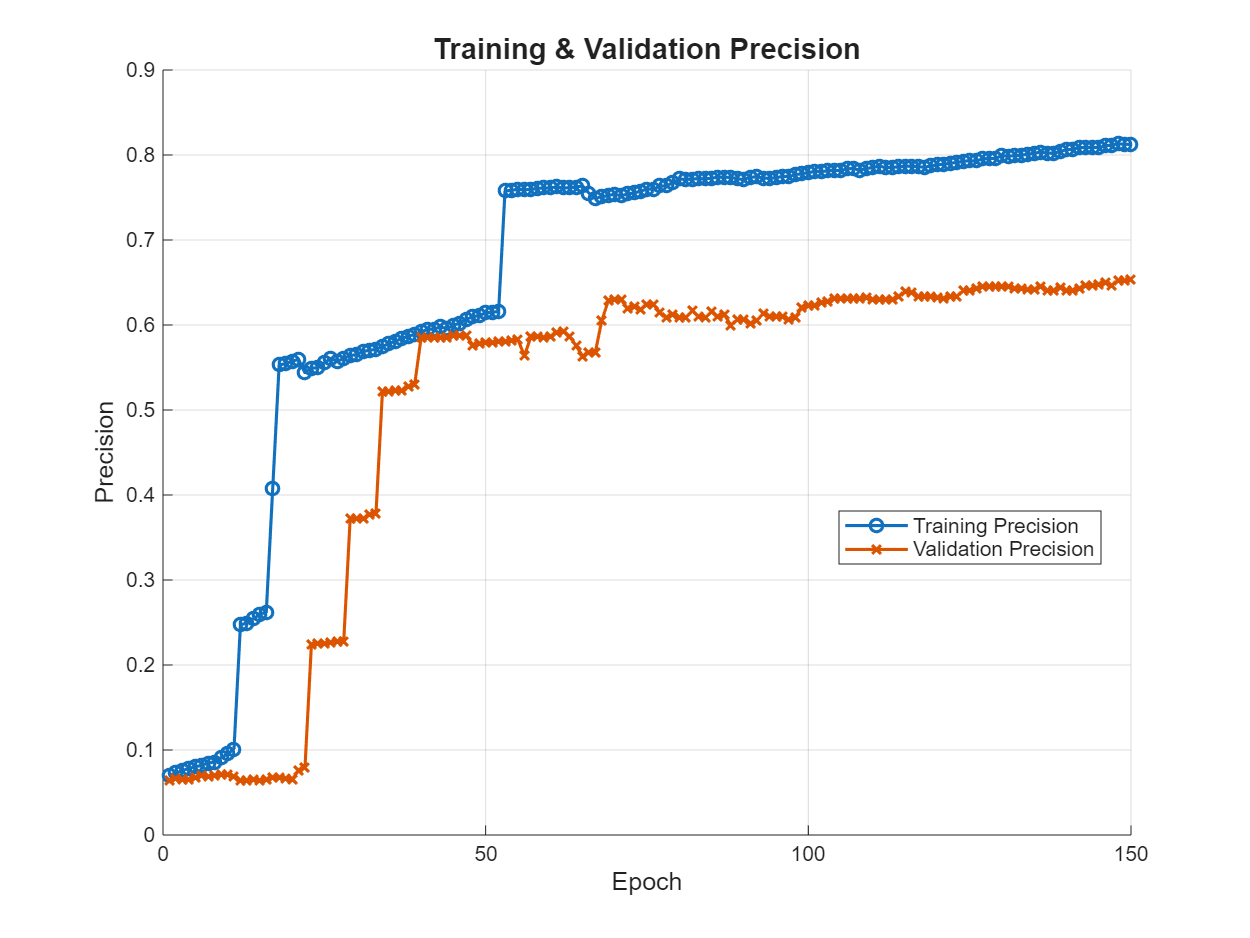 Training & Validation Precision
0.9
0.8
0.7
0.6
0.5
0.4
0.3
0.2
0.1
0
Precision
Training Precision
Validation Precision
0 50 100 150
Epoch